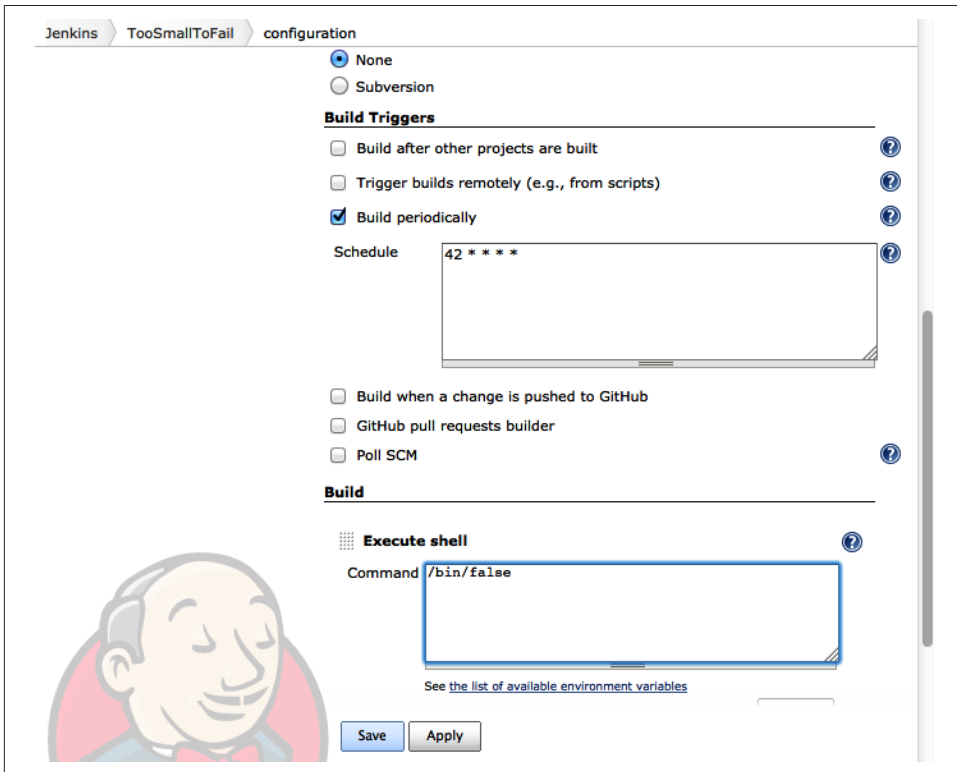 Jenkins TooSmallToFail configuration
None
Subversion
Build Triggers
Build after other projects are built
Trigger builds remotely (e.g., from scripts)
Build periodically
Schedule 42 * * * *
Build when a change is pushed to GitHub
GitHub pull requests builder
Poll SCM
Build
Execute shell
Command /bin/false
See the list of available environment variables
Save Apply